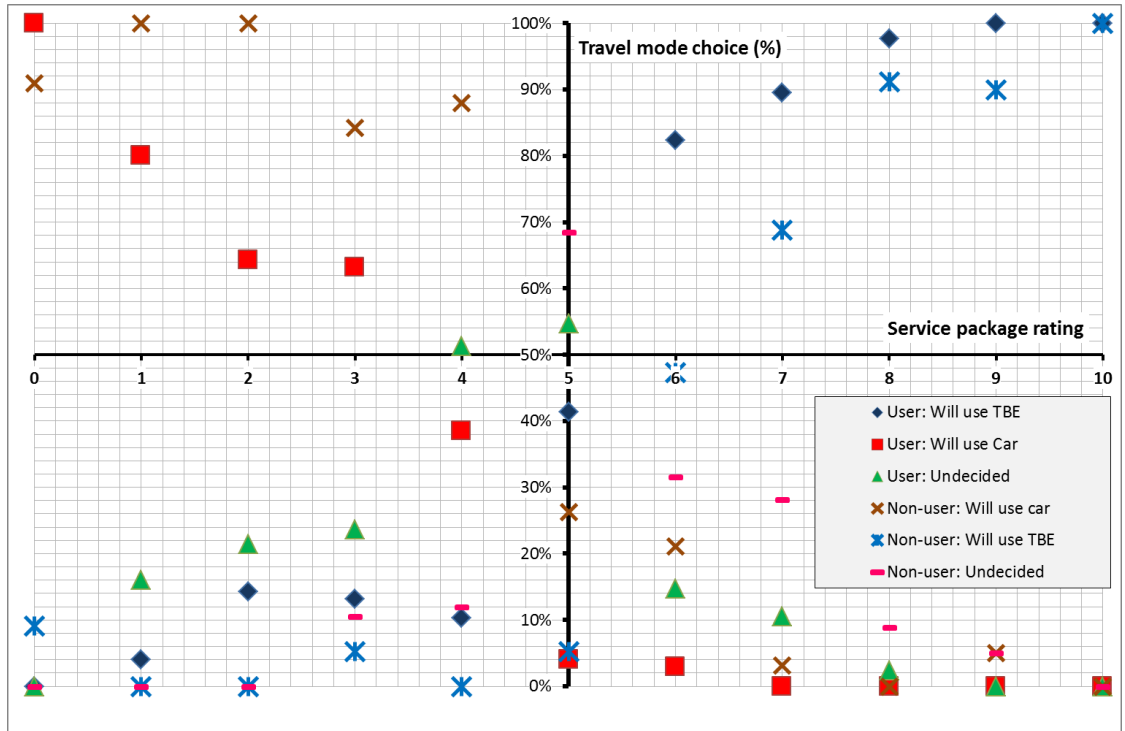 100%
Travel mode choice (%)
90%
80%
70%
60%
Service package rating
50%
0 1 2 3 4 5 6 7 8 9 10
40%
30%
20%
10%
0%
User: Will use TBE
User: Will use Car
User: Undecided
Non-user: Will use car
Non-user: Will use TBE
Non-user: Undecided